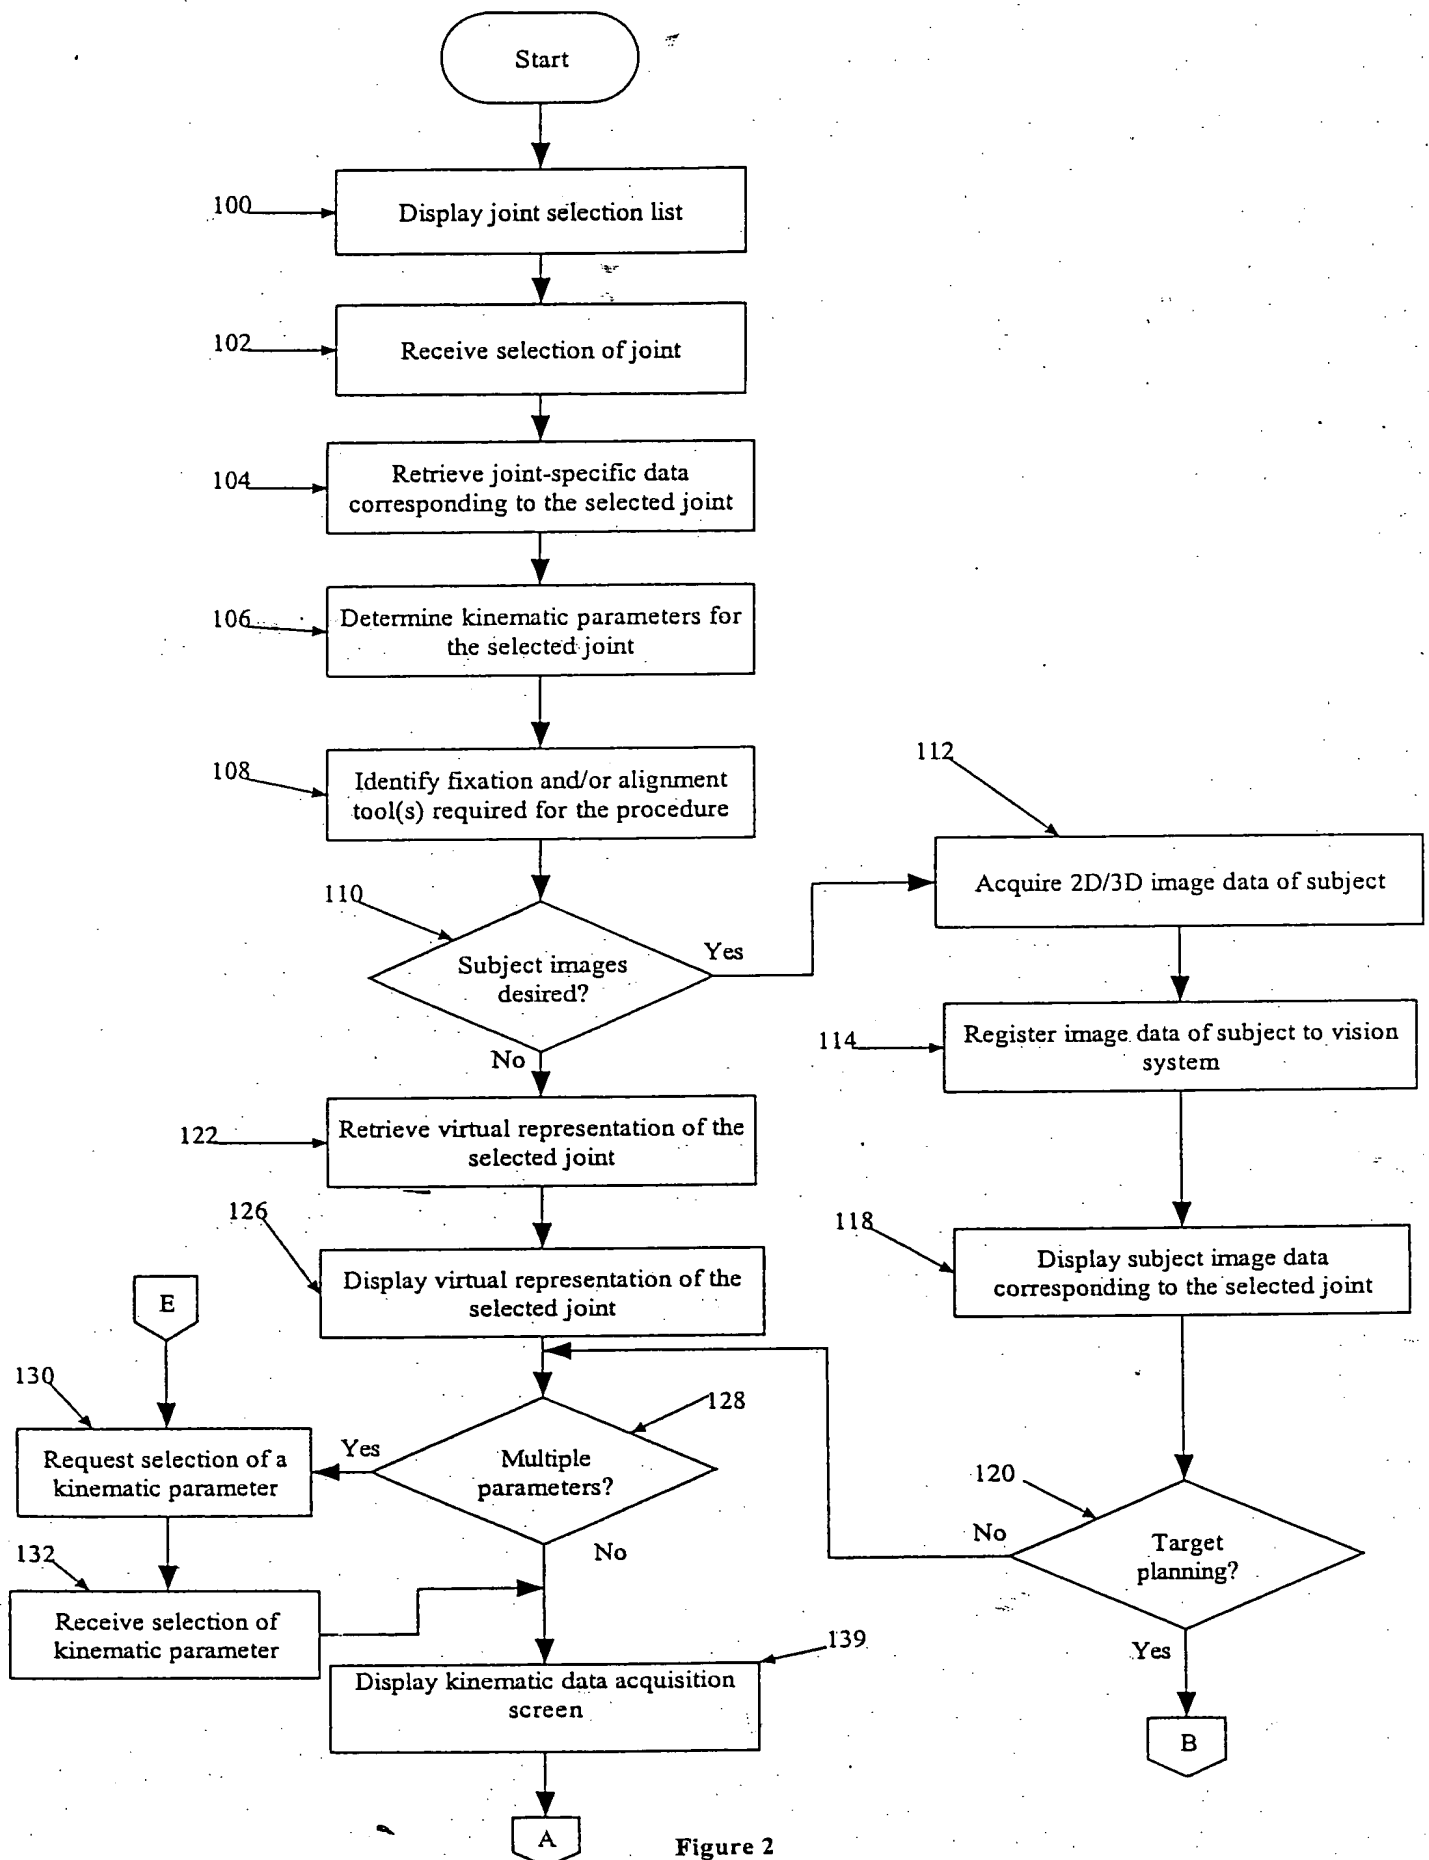 Start
100
Display joint selection list
102
Receive selection of joint
104
Retrieve joint-specific data
corresponding to the selected joint
106
Determine kinematic parameters for
the selected joint
108
Identify fixation and/or alignment
tool(s) required for the procedure
110
Subject images
desired?
Yes
No
112
Acquire 2D/3D image data of subject
114
Register image data of subject to vision
system
118
Display subject image data
corresponding to the selected joint
120
Target
planning?
No
Yes
B
122
Retrieve virtual representation of the
selected joint
126
Display virtual representation of the
selected joint
128
Multiple
parameters?
Yes
No
E
130
Request selection of a
kinematic parameter
132
Receive selection of
kinematic parameter
139
Display kinematic data acquisition
screen
A
Figure 2